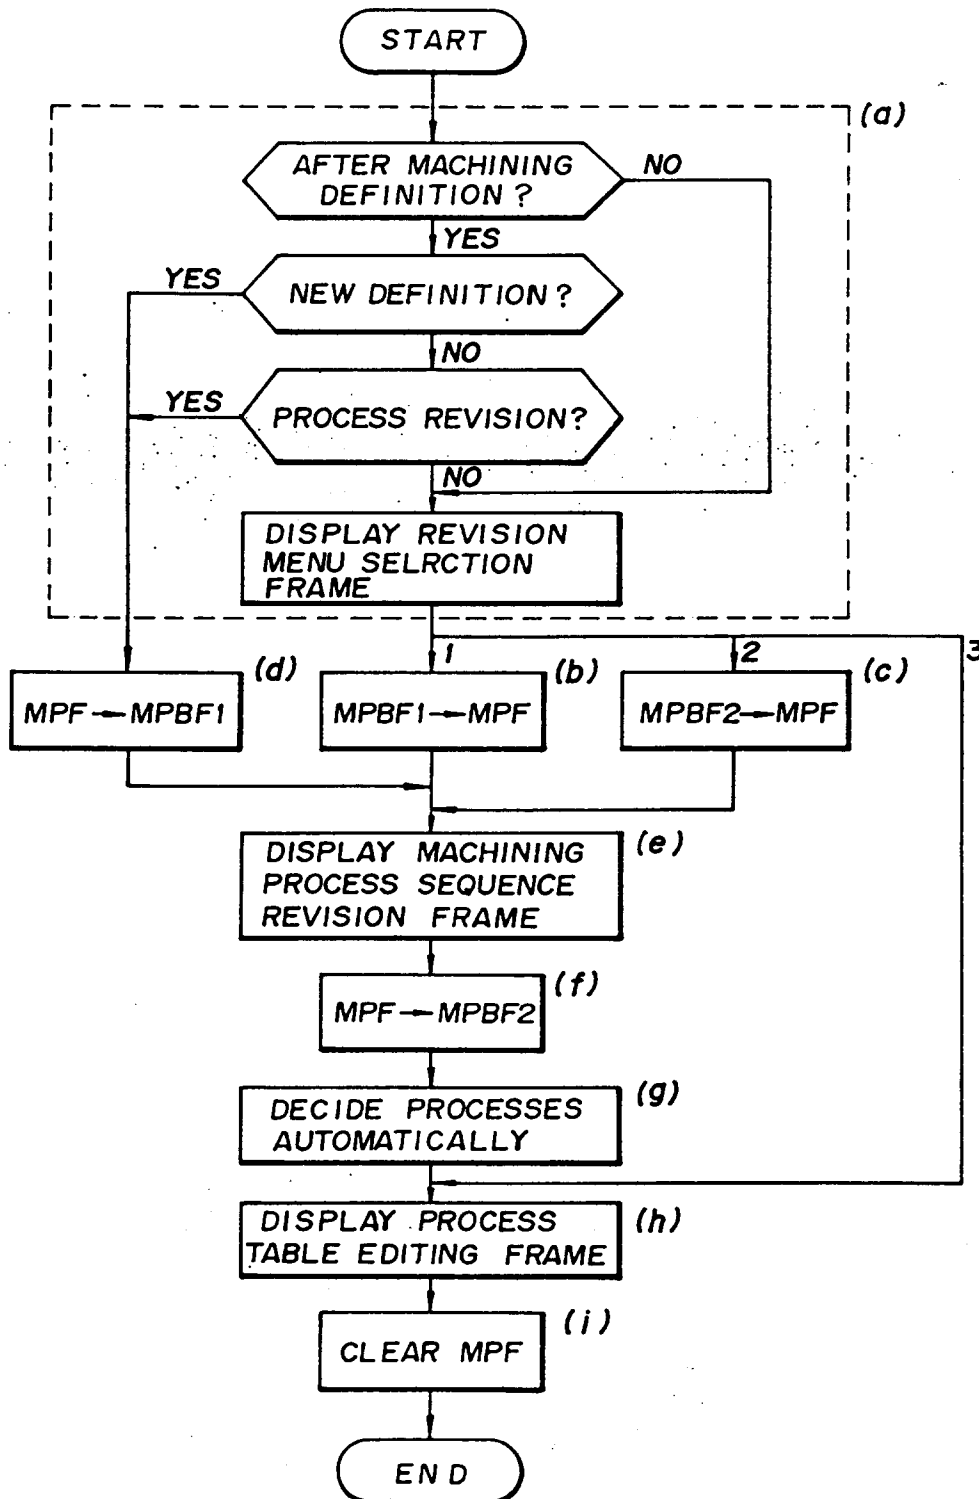 START
(a)
AFTER MACHINING
DEFINITION?
NO
YES
YES
NEW DEFINITION?
NO
YES
PROCESS REVISION?
NO
DISPLAY REVISION
MENU SELRCTION
FRAME
1
2
3
(d)
(b)
(c)
MPF→MPBF1
MPBF1→MPF
MPBF2→MPF
(e)
DISPLAY MACHINING
PROCESS SEQUENCE
REVISION FRAME
(f)
MPF→MPBF2
(g)
DECIDE PROCESSES
AUTOMATICALLY
(h)
DISPLAY PROCESS
TABLE EDITING FRAME
(i)
CLEAR MPF
END